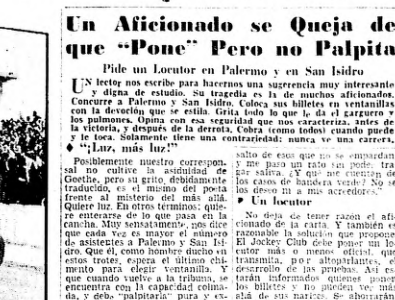 Un Aficionado se Queja de
que "Pone" Pero no Palpita
Pide un Locutor en Palermo y en San Isidro
UN lector nos escribe para hacernos una sugerencia muy interesante
y digna de estudio. Su tragedia es la de muchos aficionados.
Concurre a Palermo y San Isidro. Coloca sus billetes en ventanillas
con la devoción que se estila. Grita todo lo que le da el garguero y
los pulmones. Opina con esa seguridad que nos caracteriza, antes de
la victoria, y después de la derrota. Cobra (como todos) cuando puede
y le toca. Solamente tiene una contrariedad: nunca ve una carrera.
◆ "¡Luz, más luz!"
Posiblemente nuestro correspon-
sal no cultive la asiduidad de
Goethe, pero su grito, debidamente
traducido, es el mismo del poeta
frente al misterio del más allá.
Quiere luz. En otros términos: quie-
re enterarse de lo que pasa en la
cancha. Muy sensatamente, nos dice
que cada vez es mayor el número
de asistentes a Palermo y San Isi-
dro. Que él, como hombre ducho en
estos trotes, espera el último chi-
mento para elegir ventanilla. Y
que cuando vuelve a la tribuna, se
encuentra con la capacidad colma-
da, y debe "palpitarla" pura y ex-
salto de esos que no se empardan
y me paso un rato sin poder tra-
gar saliva. ¿Y qué me cuentan de
los casos de bandera verde? No se
los deseo ni a mis acreedores."
◆ Un locutor
No deja de tener razón el afi-
cionado de la carta. Y también es
razonable la solución que propone.
El Jockey Club debe poner un lo-
cutor más o menos oficial, que
transmita, por altoparlantes, el
desarrollo de las pruebas. Así es-
tarán informados quienes ponen
los billetes y no pueden ver más
allá de sus narices. Se ahorrarán